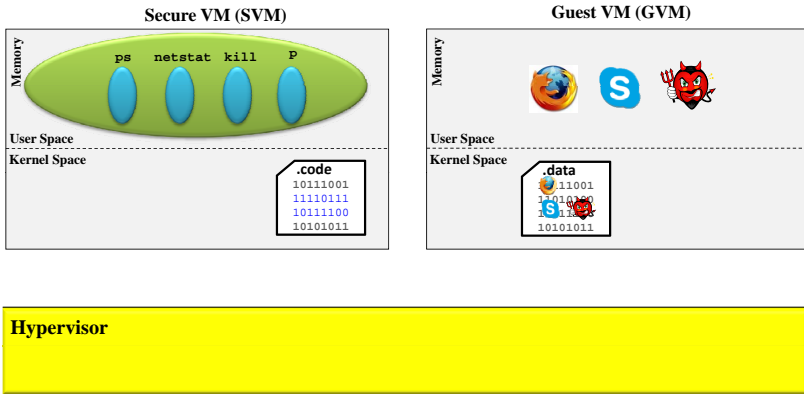 Secure VM (SVM)
Memory
ps netstat kill p
User Space
Kernel Space
.code
10111001
11110111
10111100
10101011
Guest VM (GVM)
Memory
S
User Space
Kernel Space
.data
S
10101011
Hypervisor